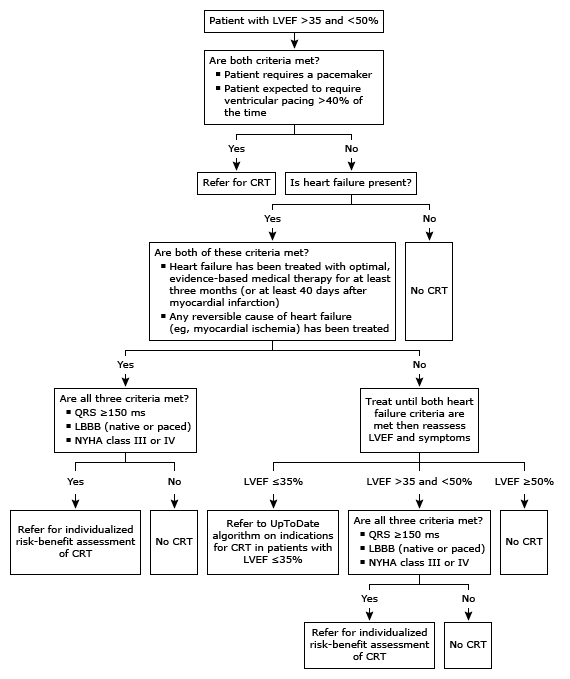 Patient with LVEF >35 and <50%
Are both criteria met?
▪ Patient requires a pacemaker
▪ Patient expected to require
ventricular pacing >40% of
the time
Yes
No
Refer for CRT
Is heart failure present?
Yes
No
Are both of these criteria met?
▪ Heart failure has been treated with optimal,
evidence-based medical therapy for at least
three months (or at least 40 days after
myocardial infarction)
▪ Any reversible cause of heart failure
(eg, myocardial ischemia) has been treated
No CRT
Yes
No
Are all three criteria met?
▪ QRS ≥150 ms
▪ LBBB (native or paced)
▪ NYHA class III or IV
Treat until both heart
failure criteria are
met then reassess
LVEF and symptoms
Yes
No
LVEF ≤35%
LVEF >35 and <50%
LVEF ≥50%
Refer for individualized
risk-benefit assessment
of CRT
No CRT
Refer to UpToDate
algorithm on indications
for CRT in patients with
LVEF ≤35%
Are all three criteria met?
▪ QRS ≥150 ms
▪ LBBB (native or paced)
▪ NYHA class III or IV
No CRT
Yes
No
Refer for individualized
risk-benefit assessment
of CRT
No CRT